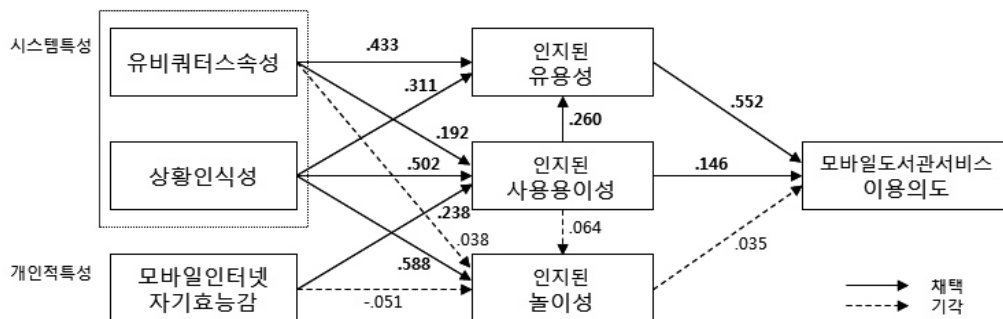 시스템특성
유비쿼터스속성
.433
인지된
유용성
.311
.552
.192
.260
상황인식성
.502
인지된
사용용이성
.146
모바일도서관서비스
이용의도
.238
.038
.064
.035
.588
개인적특성
모바일인터넷
자기효능감
-.051
인지된
놀이성
채택
기각